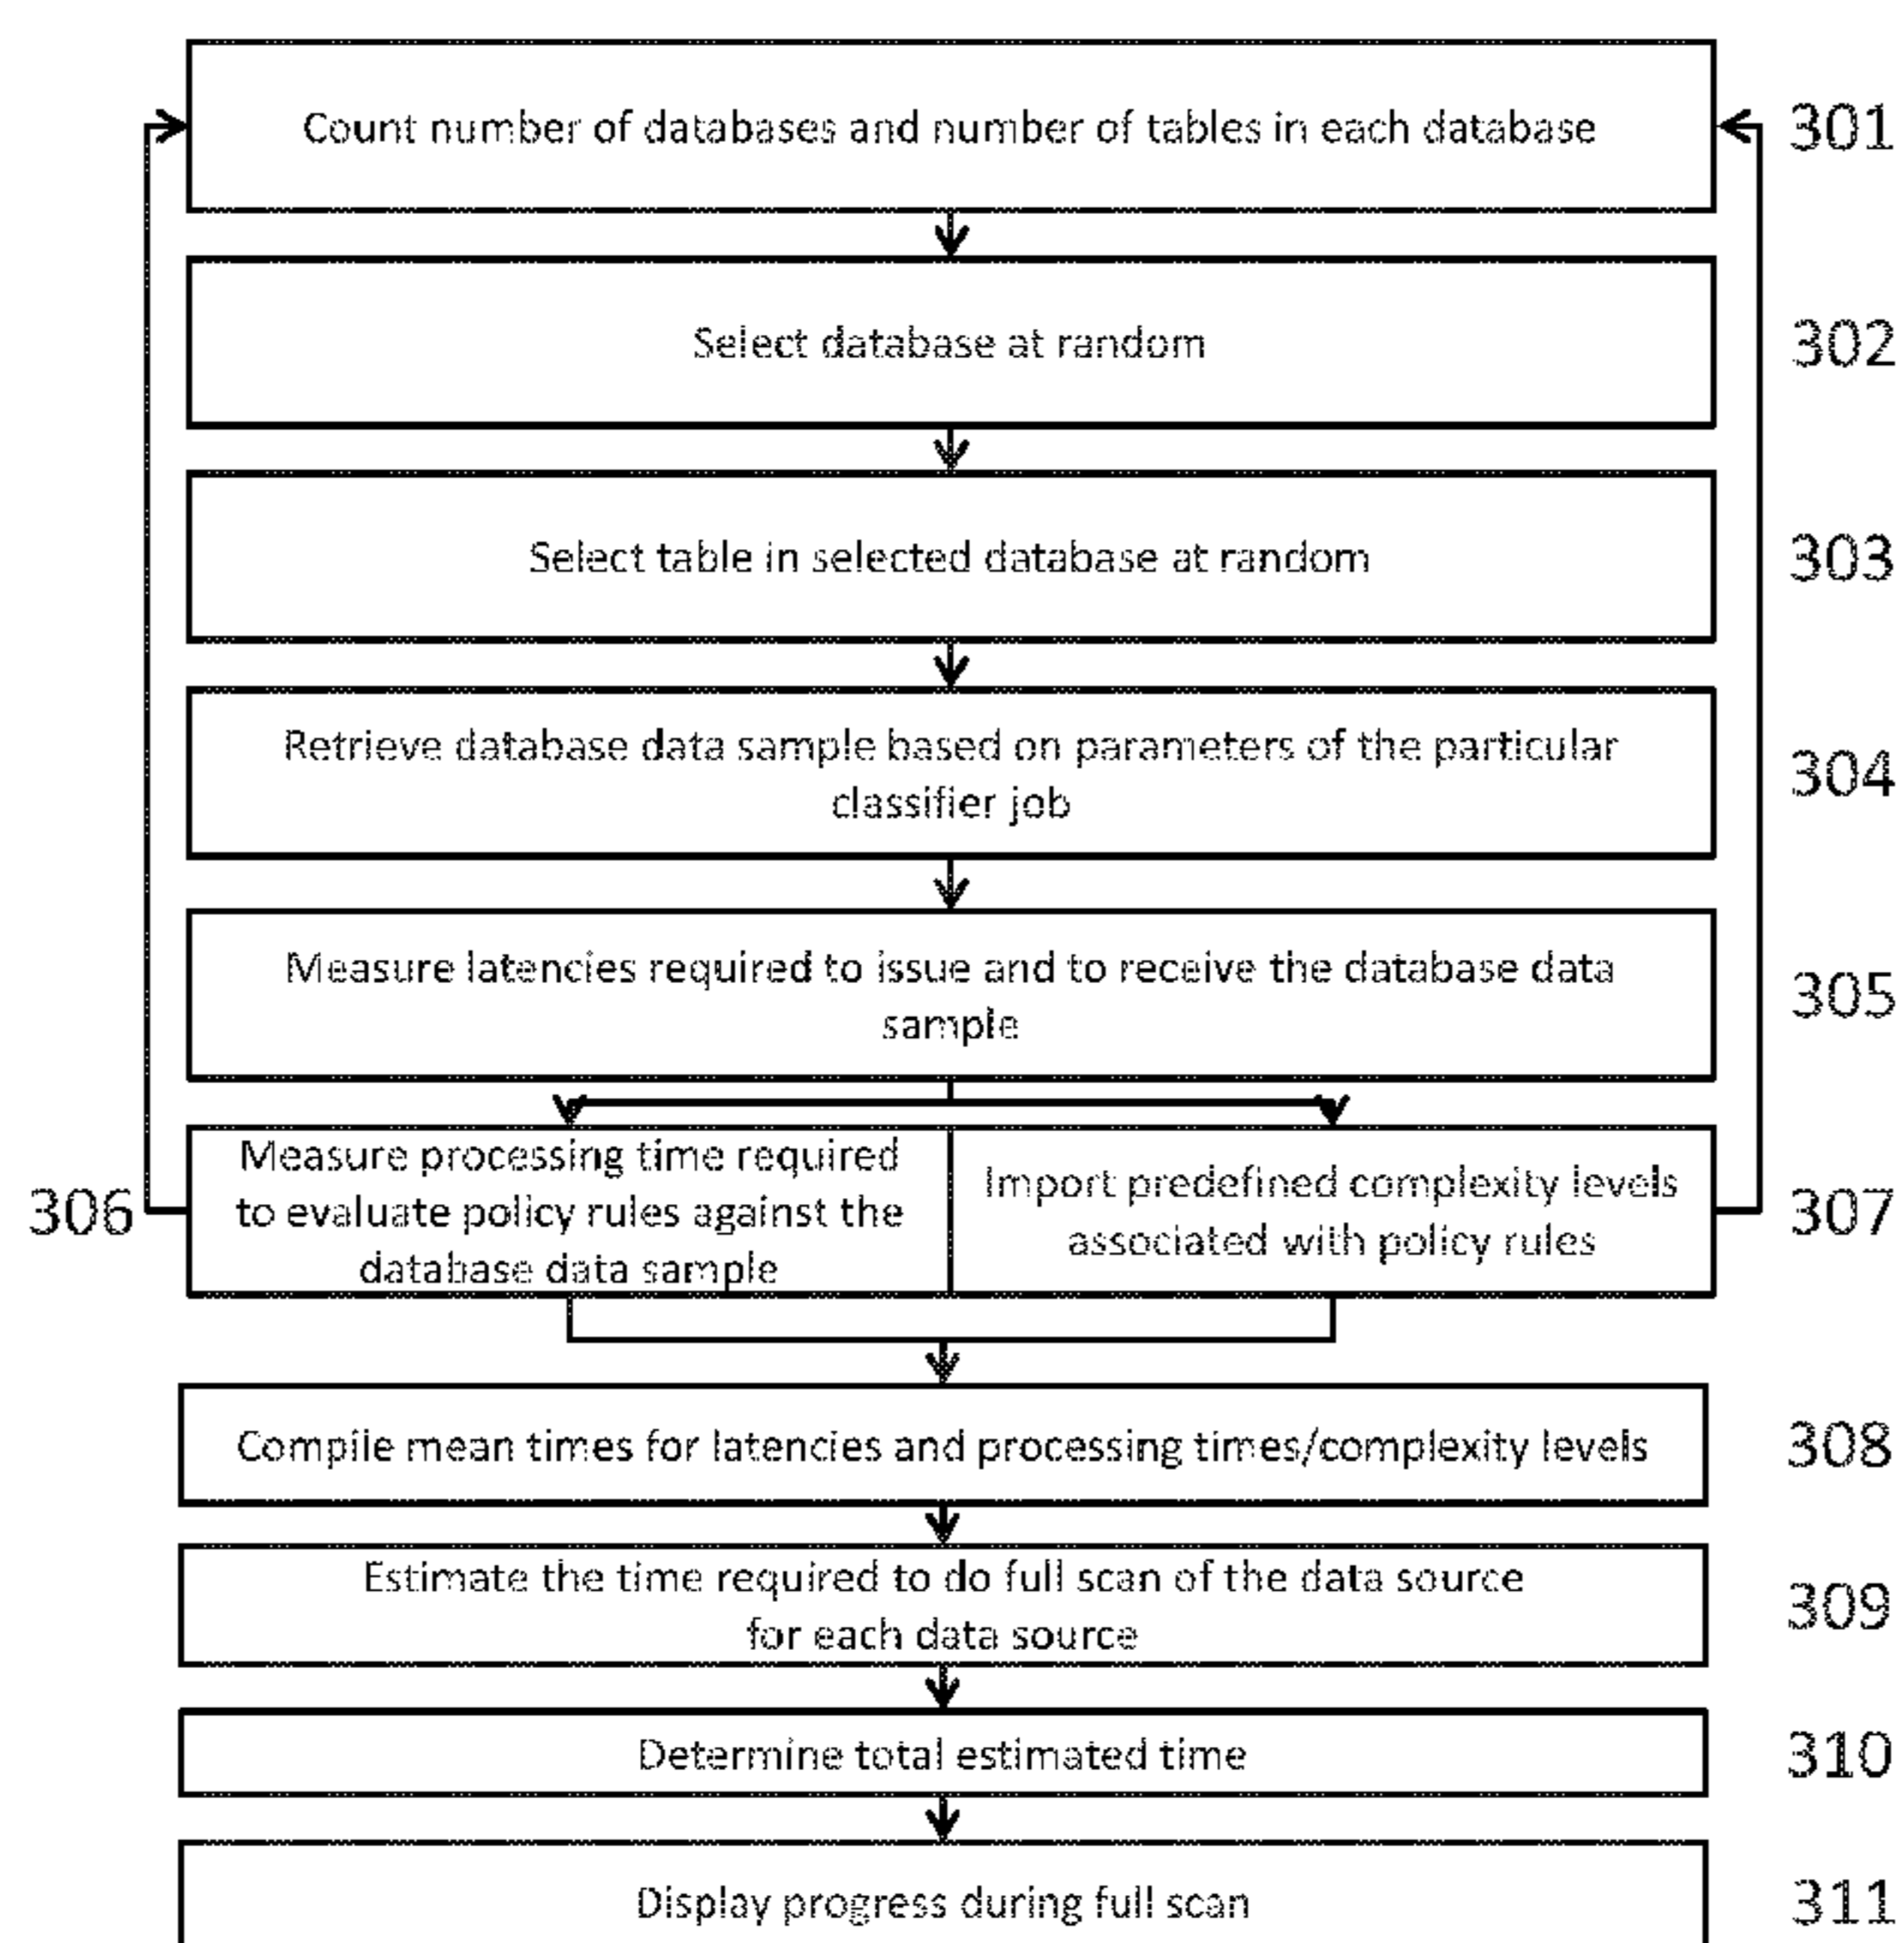 Count number of databases and number of tables in each database
301
Select database at random
302
Select table in selected database at random
303
Retrieve database data sample based on parameters of the particular
classifier job
304
Measure latencies required to issue and to receive the database data
sample
305
306
Measure processing time required
to evaluate policy rules against the
database data sample
Import predefined complexity levels
associated with policy rules
307
Compile mean times for latencies and processing times/complexity levels
308
Estimate the time required to do full scan of the data source
for each data source
309
Determine total estimated time
310
Display progress during full scan
311